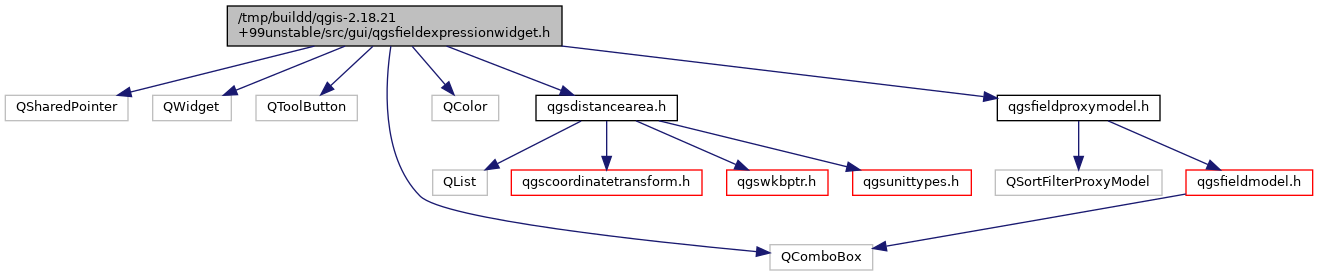 /tmp/buildd/qgis-2.18.21
+99unstable/src/gui/qgsfieldexpressionwidget.h
QSharedPointer
QWidget
QToolButton
QColor
qgsdistancearea.h
qgsfieldproxymodel.h
QList
qgscoordinatetransform.h
qgswkbptr.h
qgsunittypes.h
QSortFilterProxyModel
qgsfieldmodel.h
QComboBox